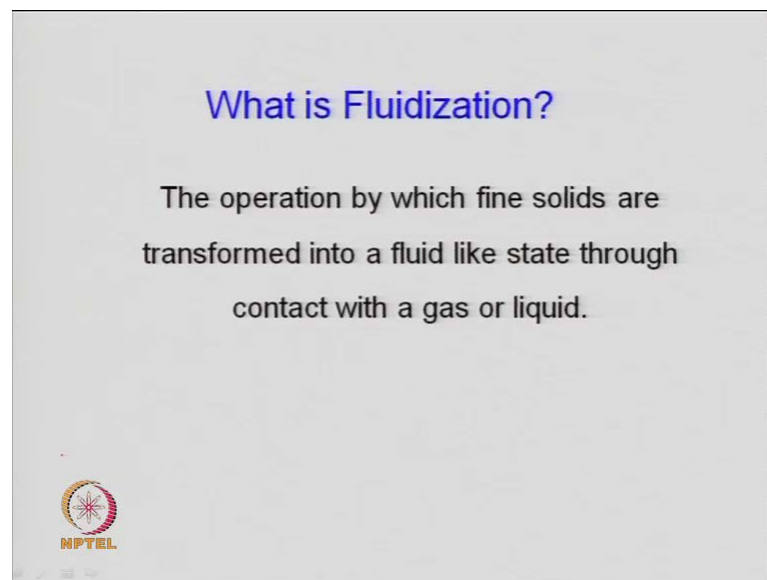 What is Fluidization?
The operation by which fine solids are
transformed into a fluid like state through
contact with a gas or liquid.
NPTEL